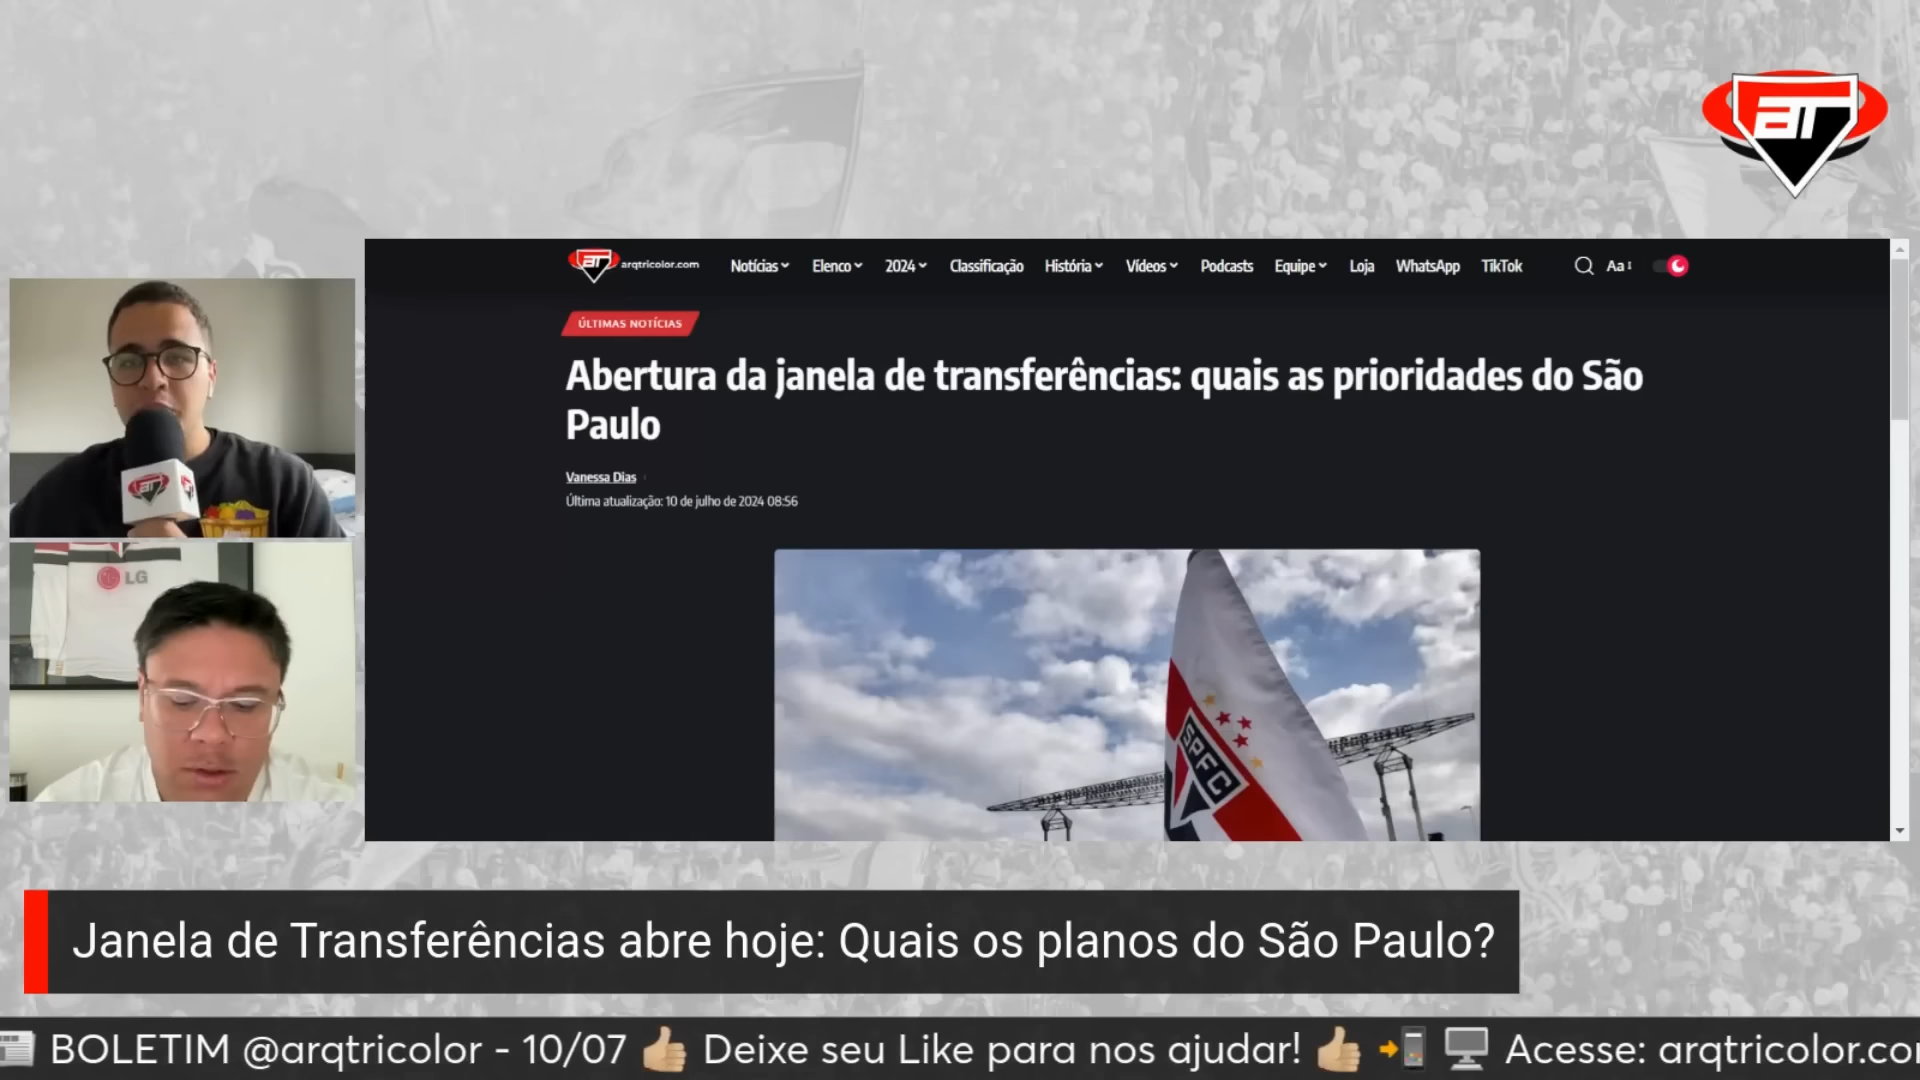 AT
arqtricolor.com
Notícias Elenco 2024 Classificação História Vídeos Podcasts Equipe Loja WhatsApp TikTok Aa
ÚLTIMAS NOTÍCIAS
Abertura da janela de transferências: quais as prioridades do São
Paulo
Vanessa Dias
Última atualização: 10 de julho de 2024 08:56
AT
LG
SPFC
Janela de Transferências abre hoje: Quais os planos do São Paulo?
BOLETIM @arqtricolor - 10/07 👍🏼 Deixe seu Like para nos ajudar! 👍🏼 📲 🖥️ Acesse: arqtricolor.co